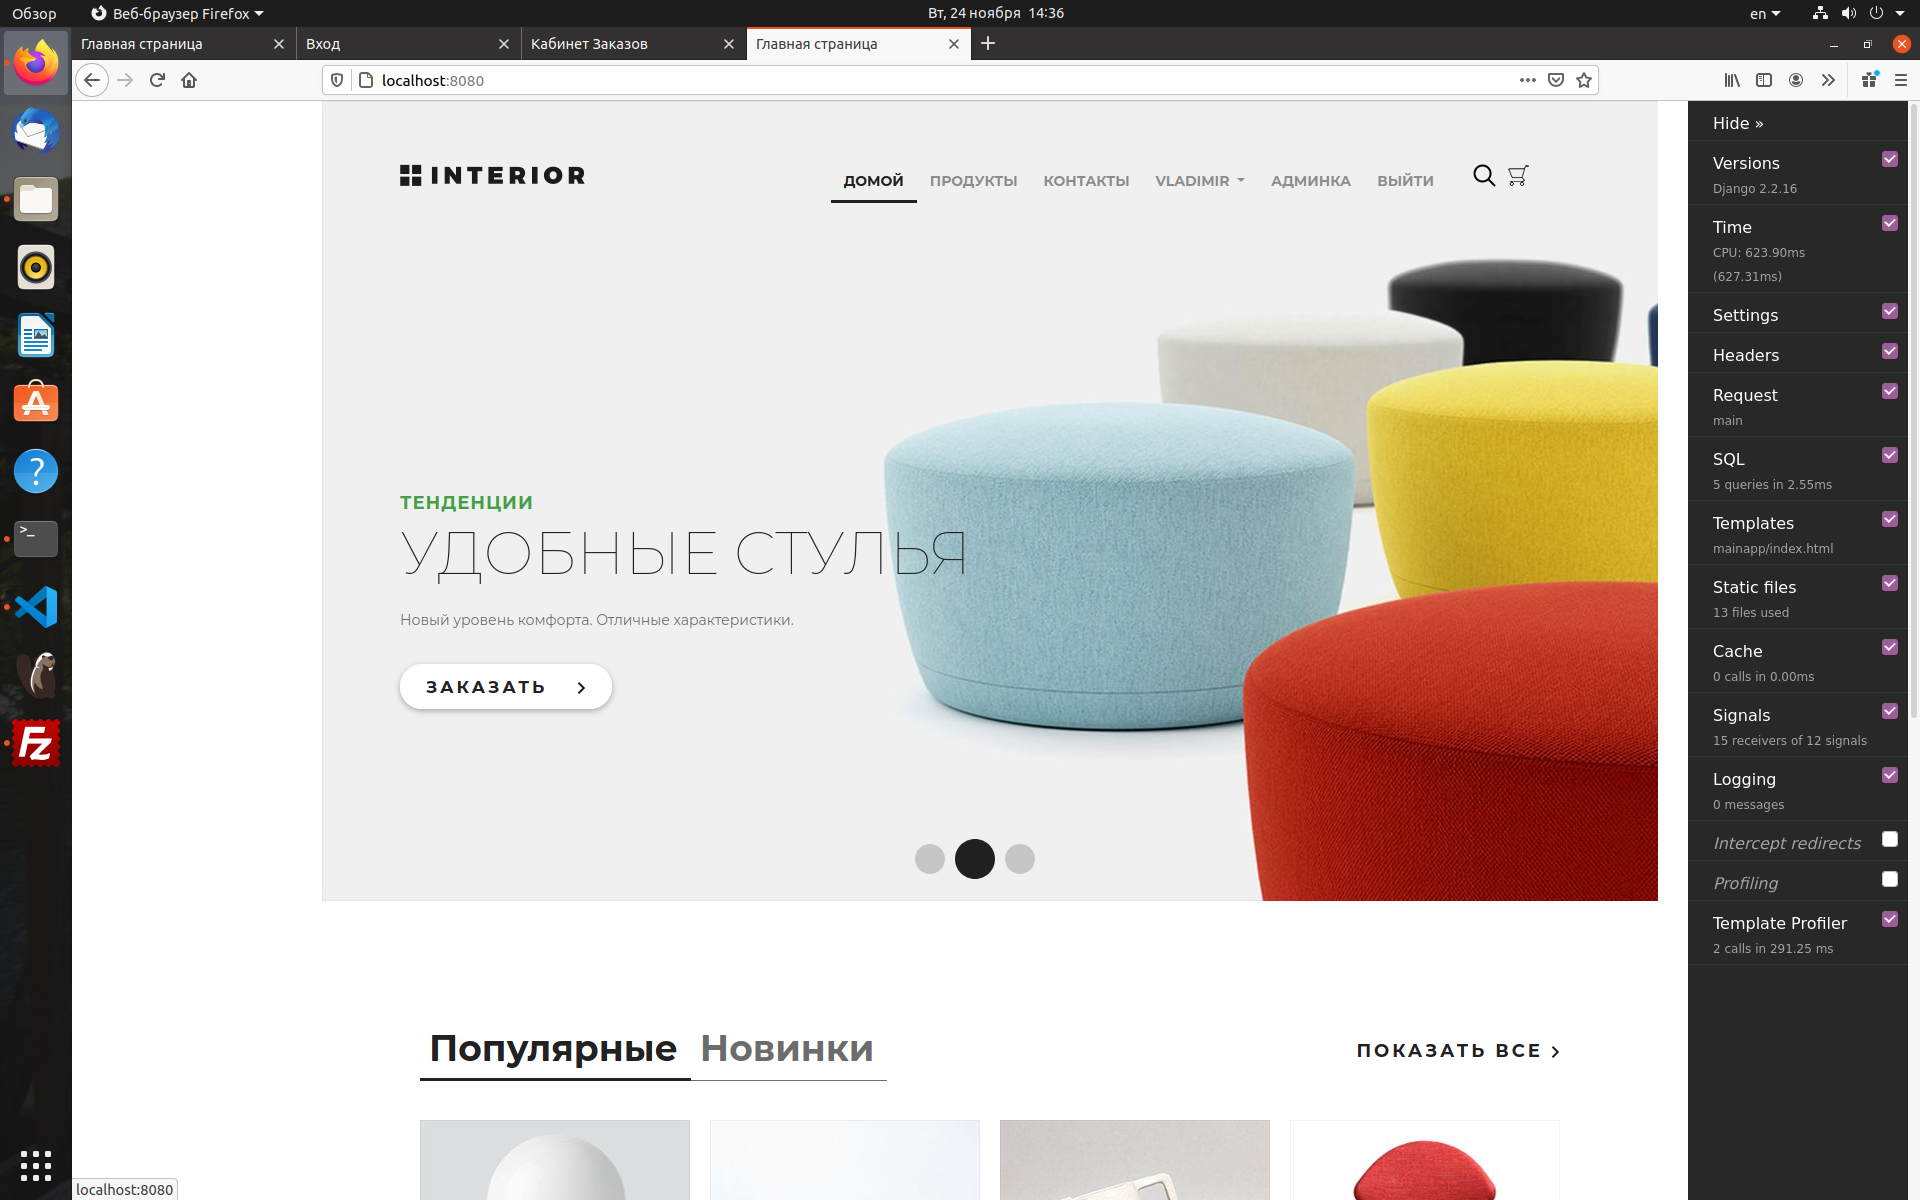 Обзор
Веб-браузер Firefox
Вт, 24 ноября 14:36
en
Главная страница
Вход
Кабинет Заказов
Главная страница
localhost:8080
INTERIOR
ДОМОЙ
ПРОДУКТЫ
КОНТАКТЫ
VLADIMIR
АДМИНКА
ВЫЙТИ
ТЕНДЕНЦИИ
УДОБНЫЕ СТУЛЬЯ
Новый уровень комфорта. Отличные характеристики.
ЗАКАЗАТЬ
Популярные
Новинки
ПОКАЗАТЬ ВСЕ
Hide »
Versions
Django 2.2.16
Time
CPU: 623.90ms
(627.31ms)
Settings
Headers
Request
main
SQL
5 queries in 2.55ms
Templates
mainapp/index.html
Static files
13 files used
Cache
0 calls in 0.00ms
Signals
15 receivers of 12 signals
Logging
0 messages
Intercept redirects
Profiling
Template Profiler
2 calls in 291.25 ms
localhost:8080